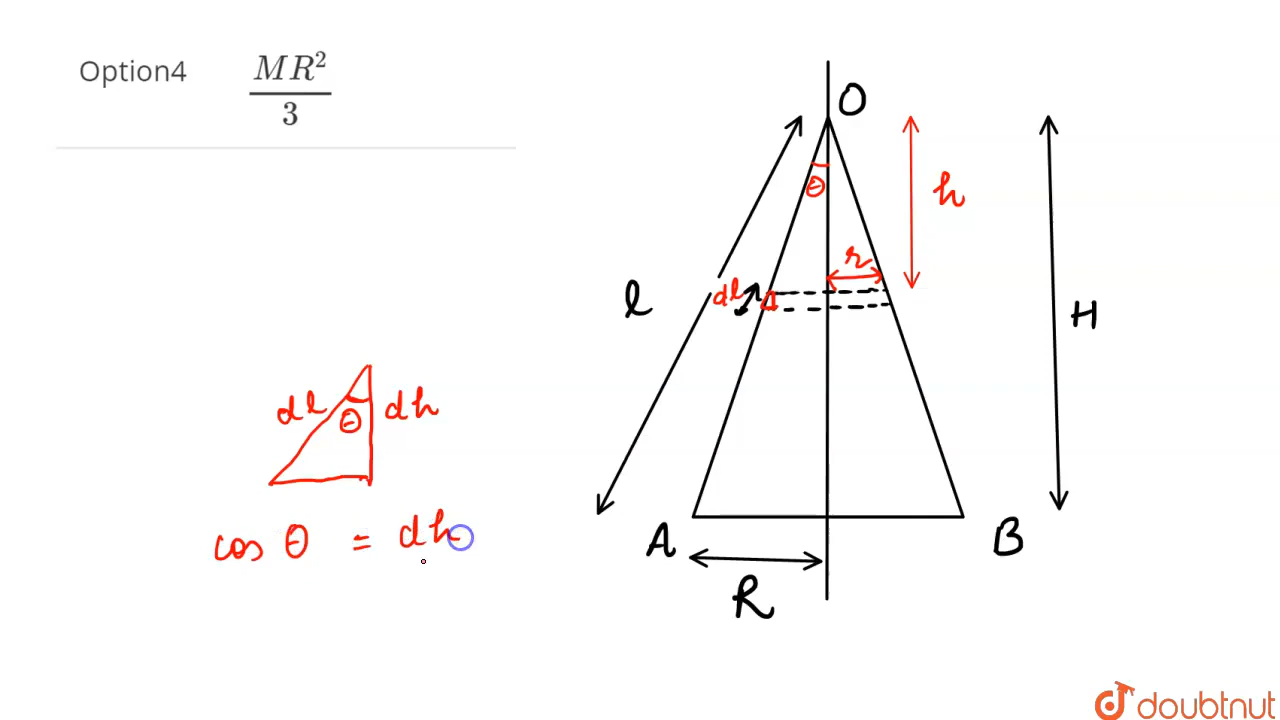 Option4 MR²/3
O
θ
h
r
dl
l
H
dl
θ
dh
cos θ = dh
A
B
R
doubtnut